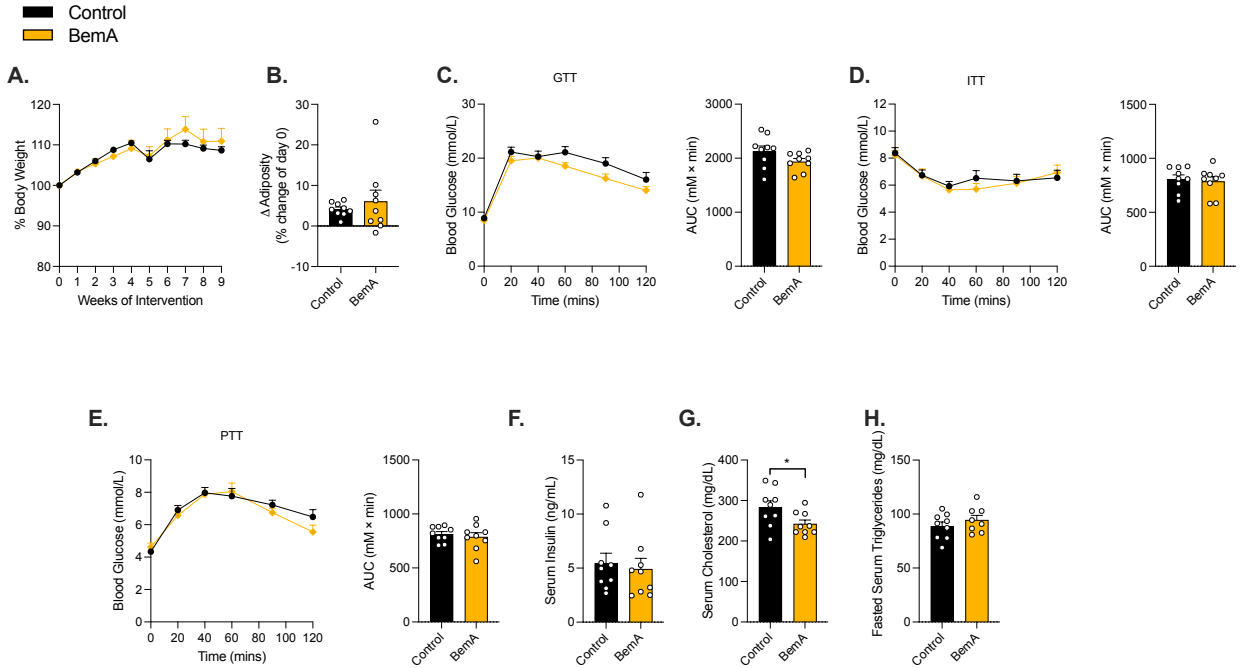 Control
BemA
A.
120
110
100
90
80
% Body Weight
0 1 2 3 4 5 6 7 8 9
Weeks of Intervention
B.
30
20
10
0
-10
Δ Adiposity
(% change of day 0)
Control
BemA
C.
GTT
30
20
10
0
Blood Glucose (mmol/L)
0 20 40 60 80 100 120
Time (mins)
3000
2000
1000
0
AUC (mM × min)
Control
BemA
D.
ITT
12
10
8
6
4
2
0
Blood Glucose (mmol/L)
0 20 40 60 80 100 120
Time (mins)
1500
1000
500
0
AUC (mM × min)
Control
BemA
E.
PTT
10
8
6
4
2
0
Blood Glucose (mmol/L)
0 20 40 60 80 100 120
Time (mins)
1500
1000
500
0
AUC (mM × min)
Control
BemA
F.
15
10
5
0
Serum Insulin (ng/mL)
Control
BemA
G.
400
300
200
100
0
Serum Cholesterol (mg/dL)
*
Control
BemA
H.
150
100
50
0
Fasted Serum Triglycerides (mg/dL)
Control
BemA